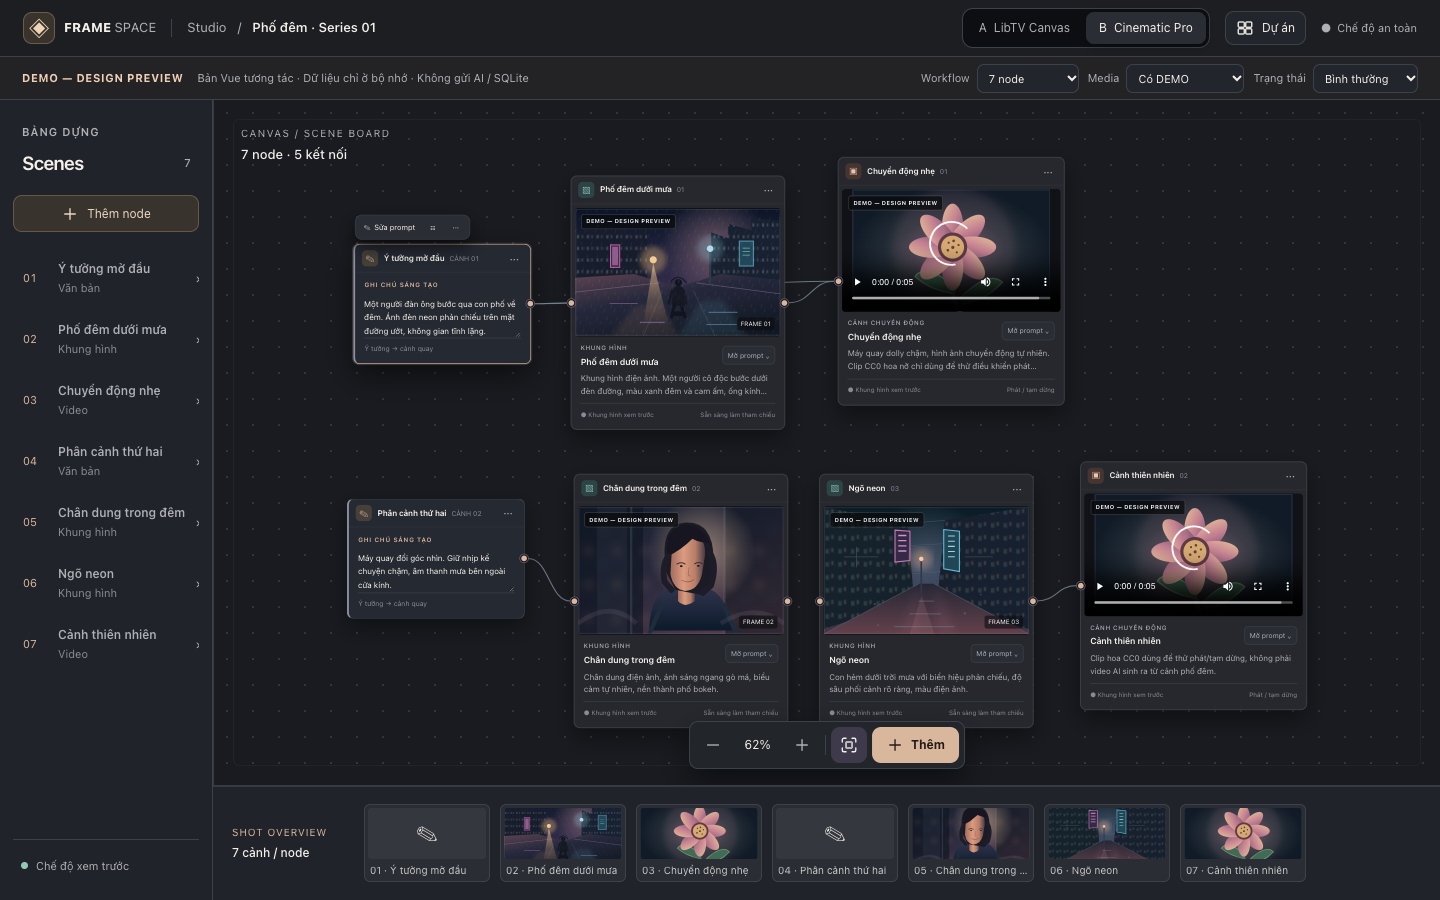 FRAME SPACE
Studio / Phố đêm · Series 01
A LibTV Canvas
B Cinematic Pro
Dự án
Chế độ an toàn
DEMO — DESIGN PREVIEW
Bản Vue tương tác · Dữ liệu chỉ ở bộ nhớ · Không gửi AI / SQLite
Workflow 7 node
Media Có DEMO
Trạng thái Bình thường
BẢNG DỰNG
Scenes 7
Thêm node
01 Ý tưởng mở đầu
Văn bản
02 Phố đêm dưới mưa
Khung hình
03 Chuyển động nhẹ
Video
04 Phân cảnh thứ hai
Văn bản
05 Chân dung trong đêm
Khung hình
06 Ngõ neon
Khung hình
07 Cảnh thiên nhiên
Video
Chế độ xem trước
CANVAS / SCENE BOARD
7 node · 5 kết nối
Sửa prompt
Ý tưởng mở đầu CẢNH 01
GHI CHÚ SÁNG TẠO
Một người đàn ông bước qua con phố về
đêm. Ánh đèn neon phản chiếu trên mặt
đường ướt, không gian tĩnh lặng.
Ý tưởng → cảnh quay
Phố đêm dưới mưa 01
DEMO — DESIGN PREVIEW
FRAME 01
KHUNG HÌNH
Phố đêm dưới mưa
Mở prompt
Khung hình điện ảnh. Một người cô độc bước dưới
đèn đường, màu xanh đêm và cam ấm, ống kính...
Khung hình xem trước
Sẵn sàng làm tham chiếu
Chuyển động nhẹ 01
DEMO — DESIGN PREVIEW
0:00 / 0:05
CẢNH CHUYỂN ĐỘNG
Chuyển động nhẹ
Mở prompt
Máy quay dolly chậm, hình ảnh chuyển động tự nhiên.
Clip CC0 hoa nở chỉ dùng để thử điều khiển phát...
Khung hình xem trước
Phát / tạm dừng
Phân cảnh thứ hai CẢNH 02
GHI CHÚ SÁNG TẠO
Máy quay đổi góc nhìn. Giữ nhịp kể
chuyện chậm, âm thanh mưa bên ngoài
cửa kính.
Ý tưởng → cảnh quay
Chân dung trong đêm 02
DEMO — DESIGN PREVIEW
FRAME 02
KHUNG HÌNH
Chân dung trong đêm
Mở prompt
Chân dung điện ảnh, ánh sáng ngang gò má, biểu
cảm tự nhiên, nền thành phố bokeh.
Khung hình xem trước
Sẵn sàng làm tham chiếu
Ngõ neon 03
DEMO — DESIGN PREVIEW
FRAME 03
KHUNG HÌNH
Ngõ neon
Mở prompt
Con hẻm dưới trời mưa với biển hiệu phản chiếu, độ
sâu phối cảnh rõ ràng, màu điện ảnh.
Khung hình xem trước
Sẵn sàng làm tham chiếu
Cảnh thiên nhiên 02
DEMO — DESIGN PREVIEW
0:00 / 0:05
CẢNH CHUYỂN ĐỘNG
Cảnh thiên nhiên
Mở prompt
Clip hoa CC0 dùng để thử phát/tạm dừng, không phải
video AI sinh ra từ cảnh phố đêm.
Khung hình xem trước
Phát / tạm dừng
62%
Thêm
SHOT OVERVIEW
7 cảnh / node
01 · Ý tưởng mở đầu
02 · Phố đêm dưới mưa
03 · Chuyển động nhẹ
04 · Phân cảnh thứ hai
05 · Chân dung trong ...
06 · Ngõ neon
07 · Cảnh thiên nhiên